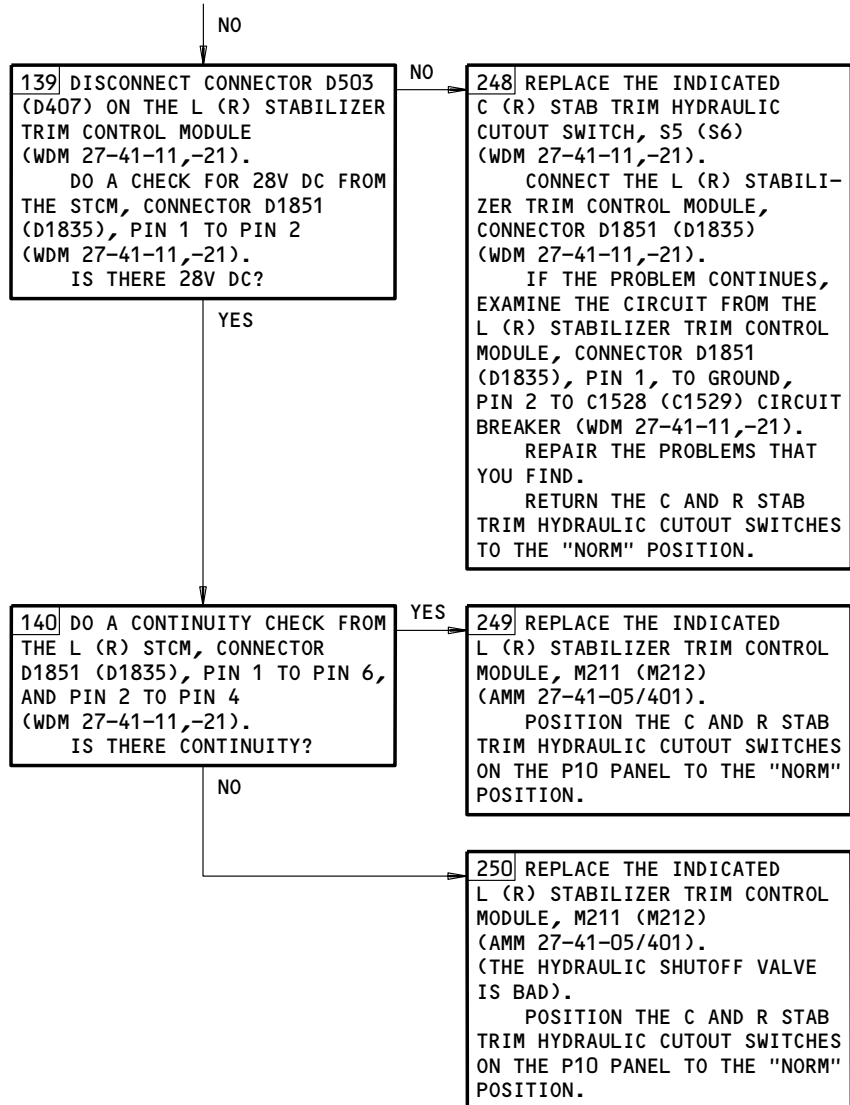 NO
139 DISCONNECT CONNECTOR D503
(D407) ON THE L (R) STABILIZER
TRIM CONTROL MODULE
(WDM 27-41-11,-21).
DO A CHECK FOR 28V DC FROM
THE STCM, CONNECTOR D1851
(D1835), PIN 1 TO PIN 2
(WDM 27-41-11,-21).
IS THERE 28V DC?
NO
248 REPLACE THE INDICATED
C (R) STAB TRIM HYDRAULIC
CUTOUT SWITCH, S5 (S6)
(WDM 27-41-11,-21).
CONNECT THE L (R) STABILI-
ZER TRIM CONTROL MODULE,
CONNECTOR D1851 (D1835)
(WDM 27-41-11,-21).
IF THE PROBLEM CONTINUES,
EXAMINE THE CIRCUIT FROM THE
L (R) STABILIZER TRIM CONTROL
MODULE, CONNECTOR D1851
(D1835), PIN 1, TO GROUND,
PIN 2 TO C1528 (C1529) CIRCUIT
BREAKER (WDM 27-41-11,-21).
REPAIR THE PROBLEMS THAT
YOU FIND.
RETURN THE C AND R STAB
TRIM HYDRAULIC CUTOUT SWITCHES
TO THE "NORM" POSITION.
YES
140 DO A CONTINUITY CHECK FROM
THE L (R) STCM, CONNECTOR
D1851 (D1835), PIN 1 TO PIN 6,
AND PIN 2 TO PIN 4
(WDM 27-41-11,-21).
IS THERE CONTINUITY?
YES
249 REPLACE THE INDICATED
L (R) STABILIZER TRIM CONTROL
MODULE, M211 (M212)
(AMM 27-41-05/401).
POSITION THE C AND R STAB
TRIM HYDRAULIC CUTOUT SWITCHES
ON THE P10 PANEL TO THE "NORM"
POSITION.
NO
250 REPLACE THE INDICATED
L (R) STABILIZER TRIM CONTROL
MODULE, M211 (M212)
(AMM 27-41-05/401).
(THE HYDRAULIC SHUTOFF VALVE
IS BAD).
POSITION THE C AND R STAB
TRIM HYDRAULIC CUTOUT SWITCHES
ON THE P10 PANEL TO THE "NORM"
POSITION.